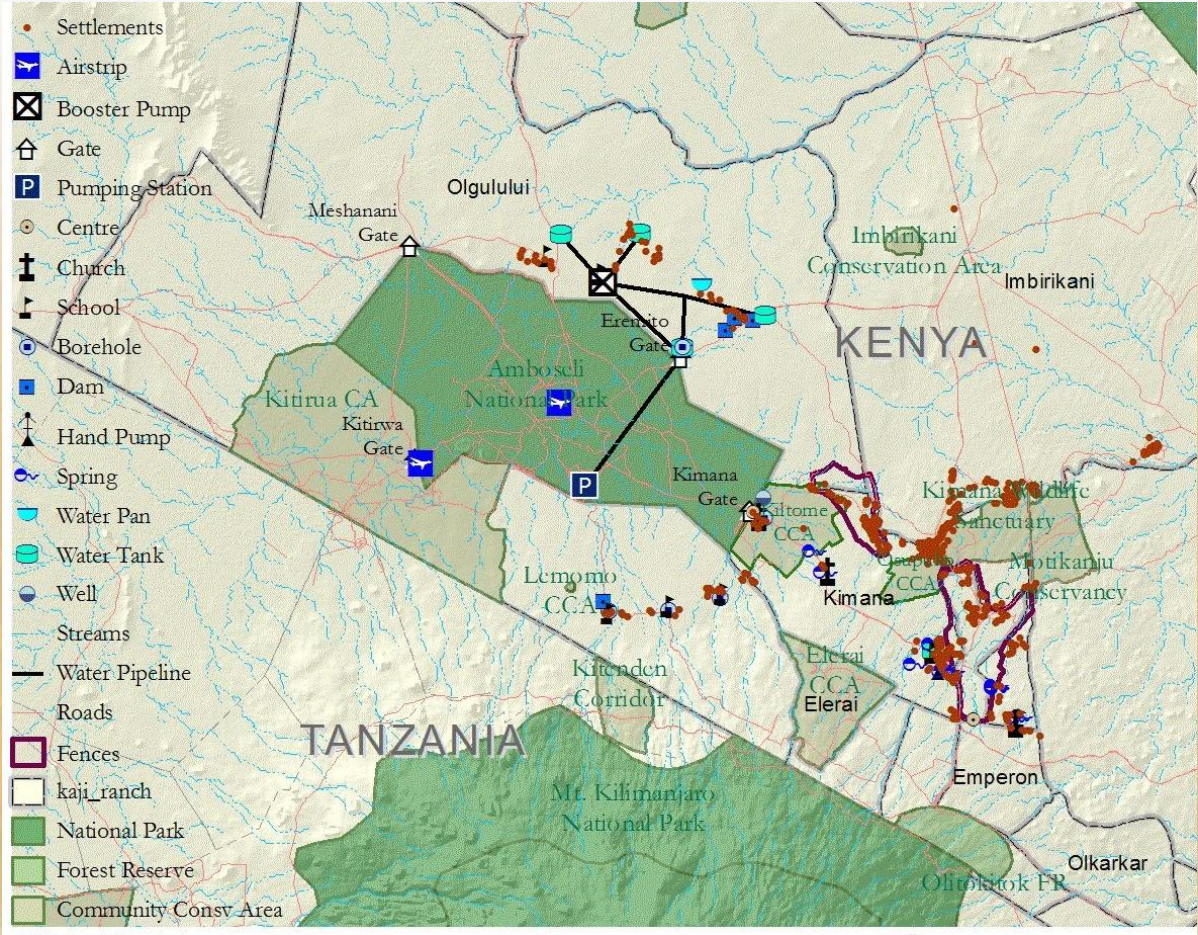 Settlements
Airstrip
Booster Pump
Gate
P
Pumping Station
Centre
Church
School
Borehole
Dam
Hand Pump
Spring
Water Pan
Water Tank
Well
Streams
Water Pipeline
Roads
Fences
kaji_ranch
National Park
Forest Reserve
Community Consv Area
Olgululului
Meshanani
Gate
Imbirikani
Conservation Area
Imbirikani
KENYA
Eremito
Gate
Amboseli
National Park
Kitirua CA
Kitirwa
Gate
P
Kimana
Gate
Kiltome
CCA
Kimana Wildlife
Sanctuary
CCA
Motikanju
Conservancy
Lemomo
CCA
Kimana
Kitenden
Corridor
Elerai
CCA
Elerai
TANZANIA
Emperon
Mt. Kilimanjaro
National Park
Olkarkar
Olitokitok FR